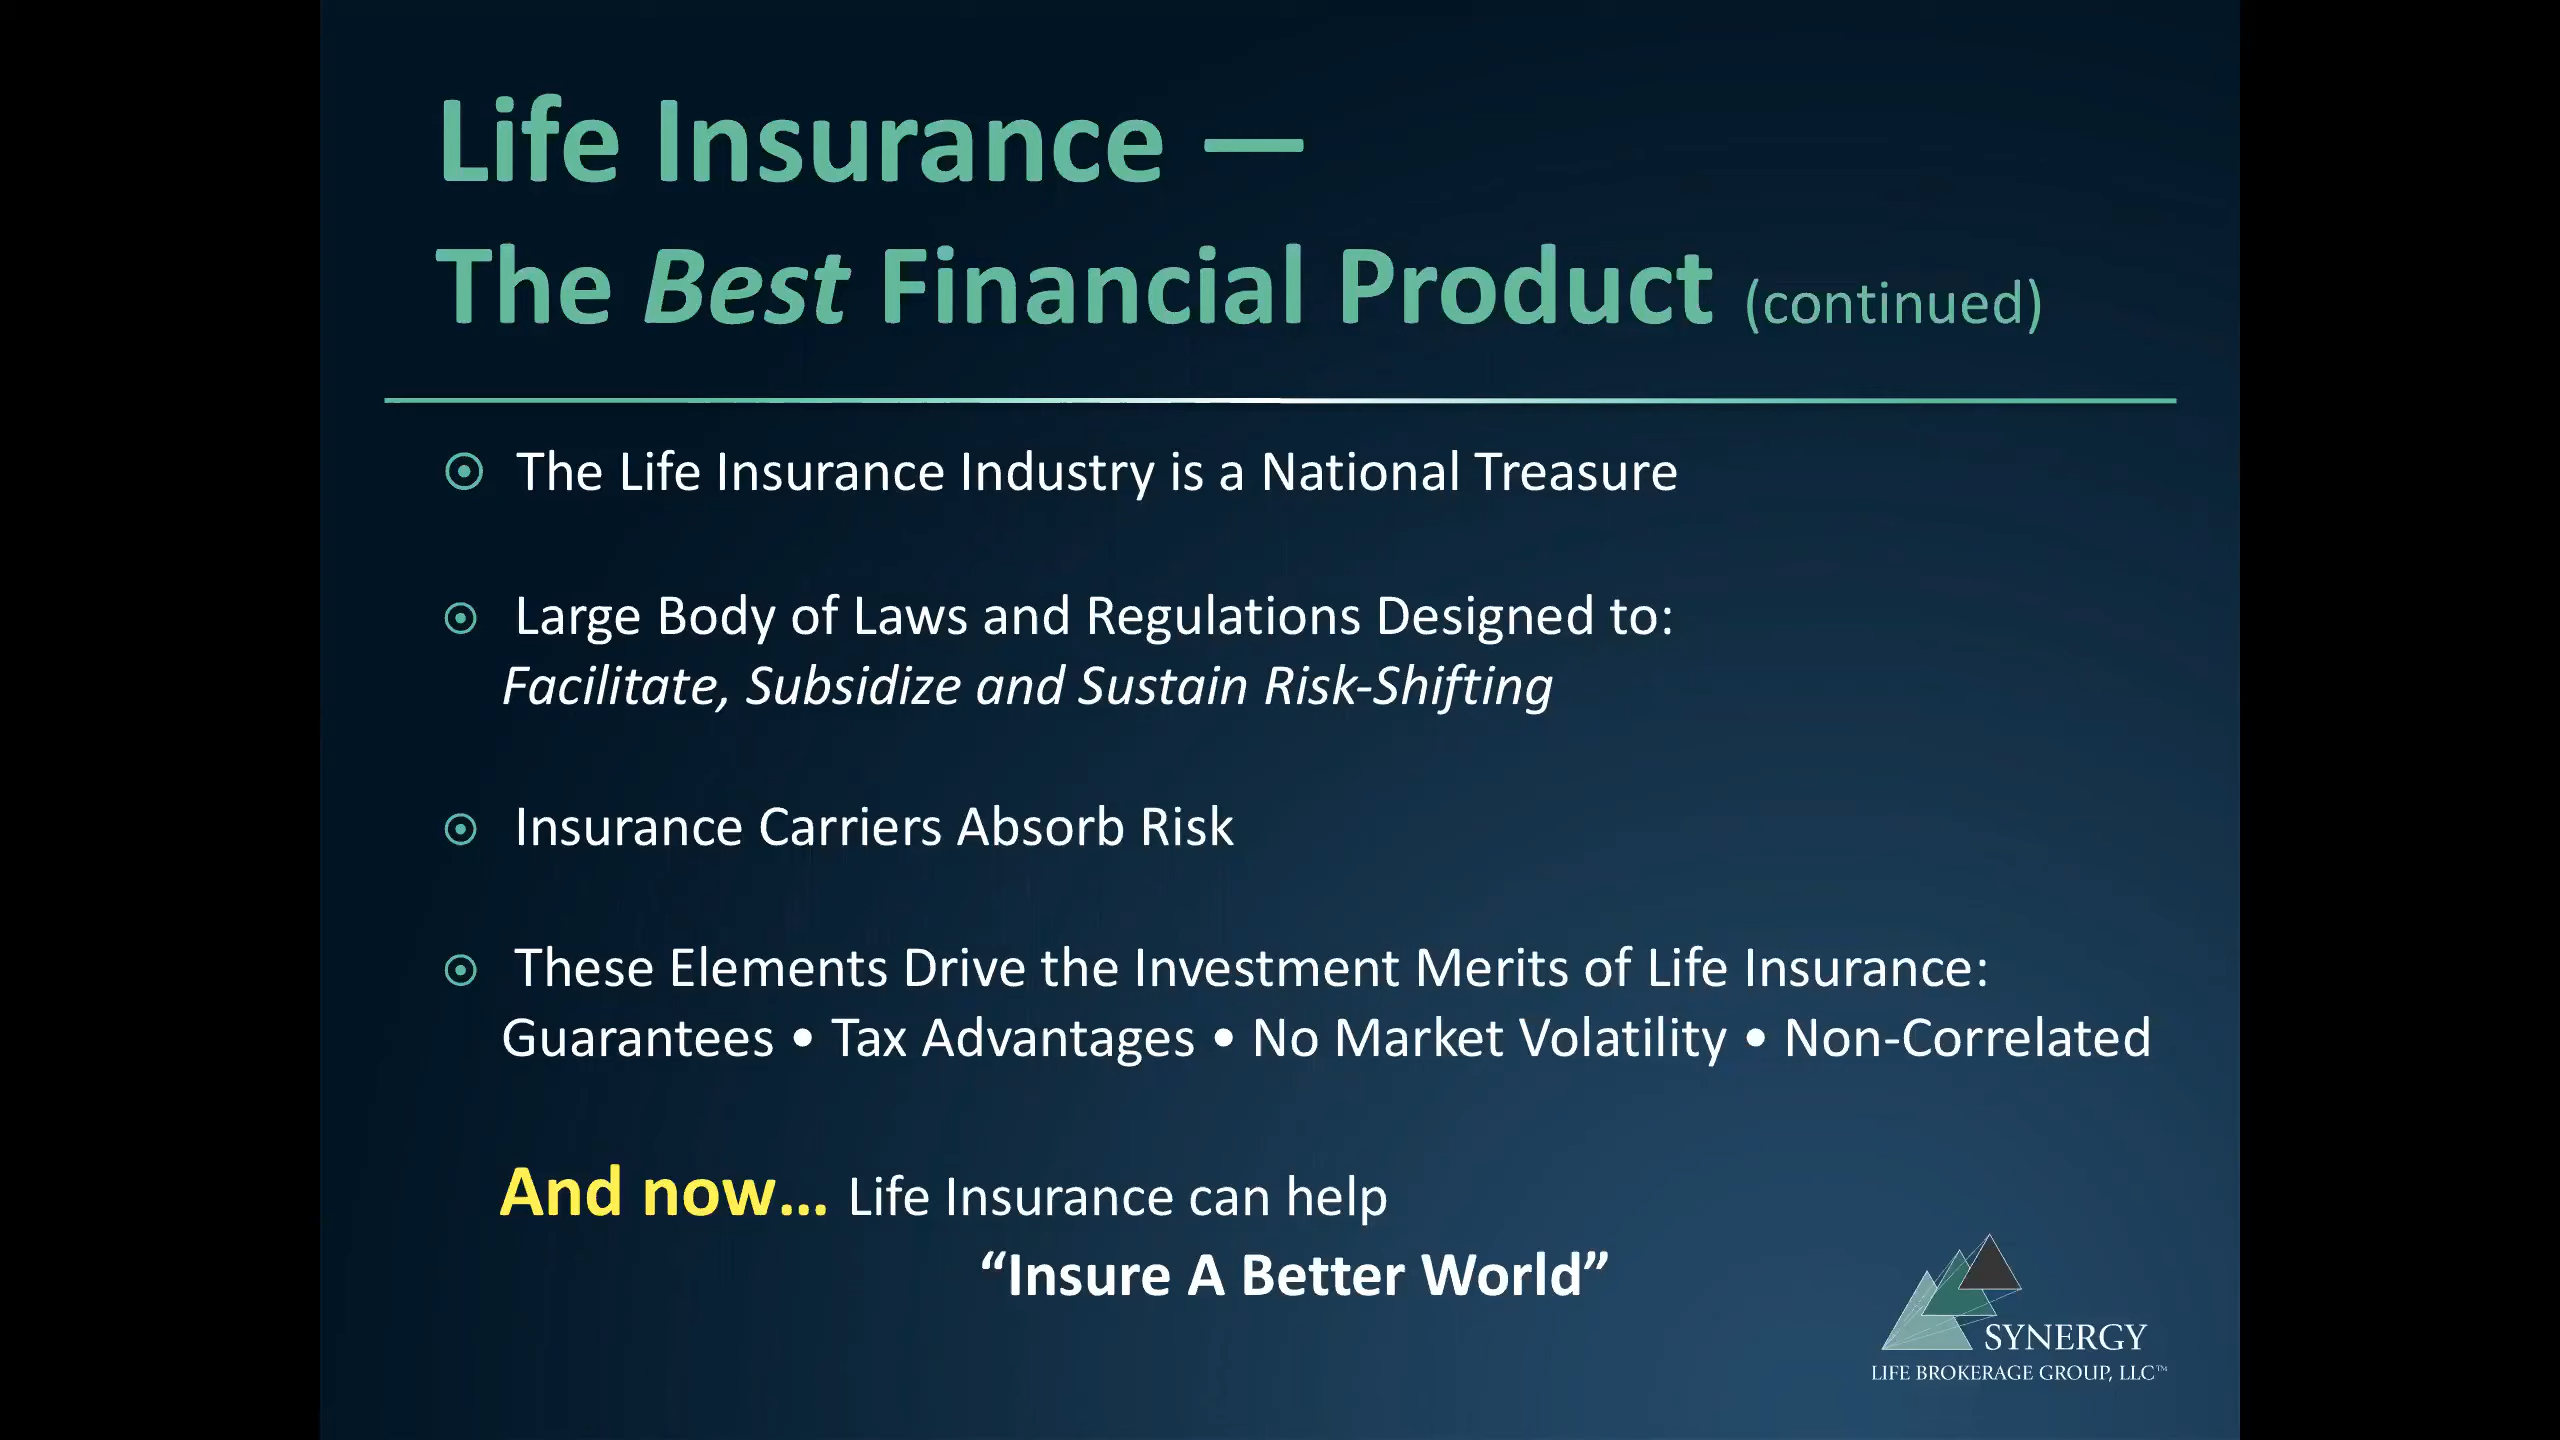 Life Insurance —
The Best Financial Product (continued)
The Life Insurance Industry is a National Treasure
Large Body of Laws and Regulations Designed to:
Facilitate, Subsidize and Sustain Risk-Shifting
Insurance Carriers Absorb Risk
These Elements Drive the Investment Merits of Life Insurance:
Guarantees • Tax Advantages • No Market Volatility • Non-Correlated
And now... Life Insurance can help
“Insure A Better World”
SYNERGY
LIFE BROKERAGE GROUP, LLC™